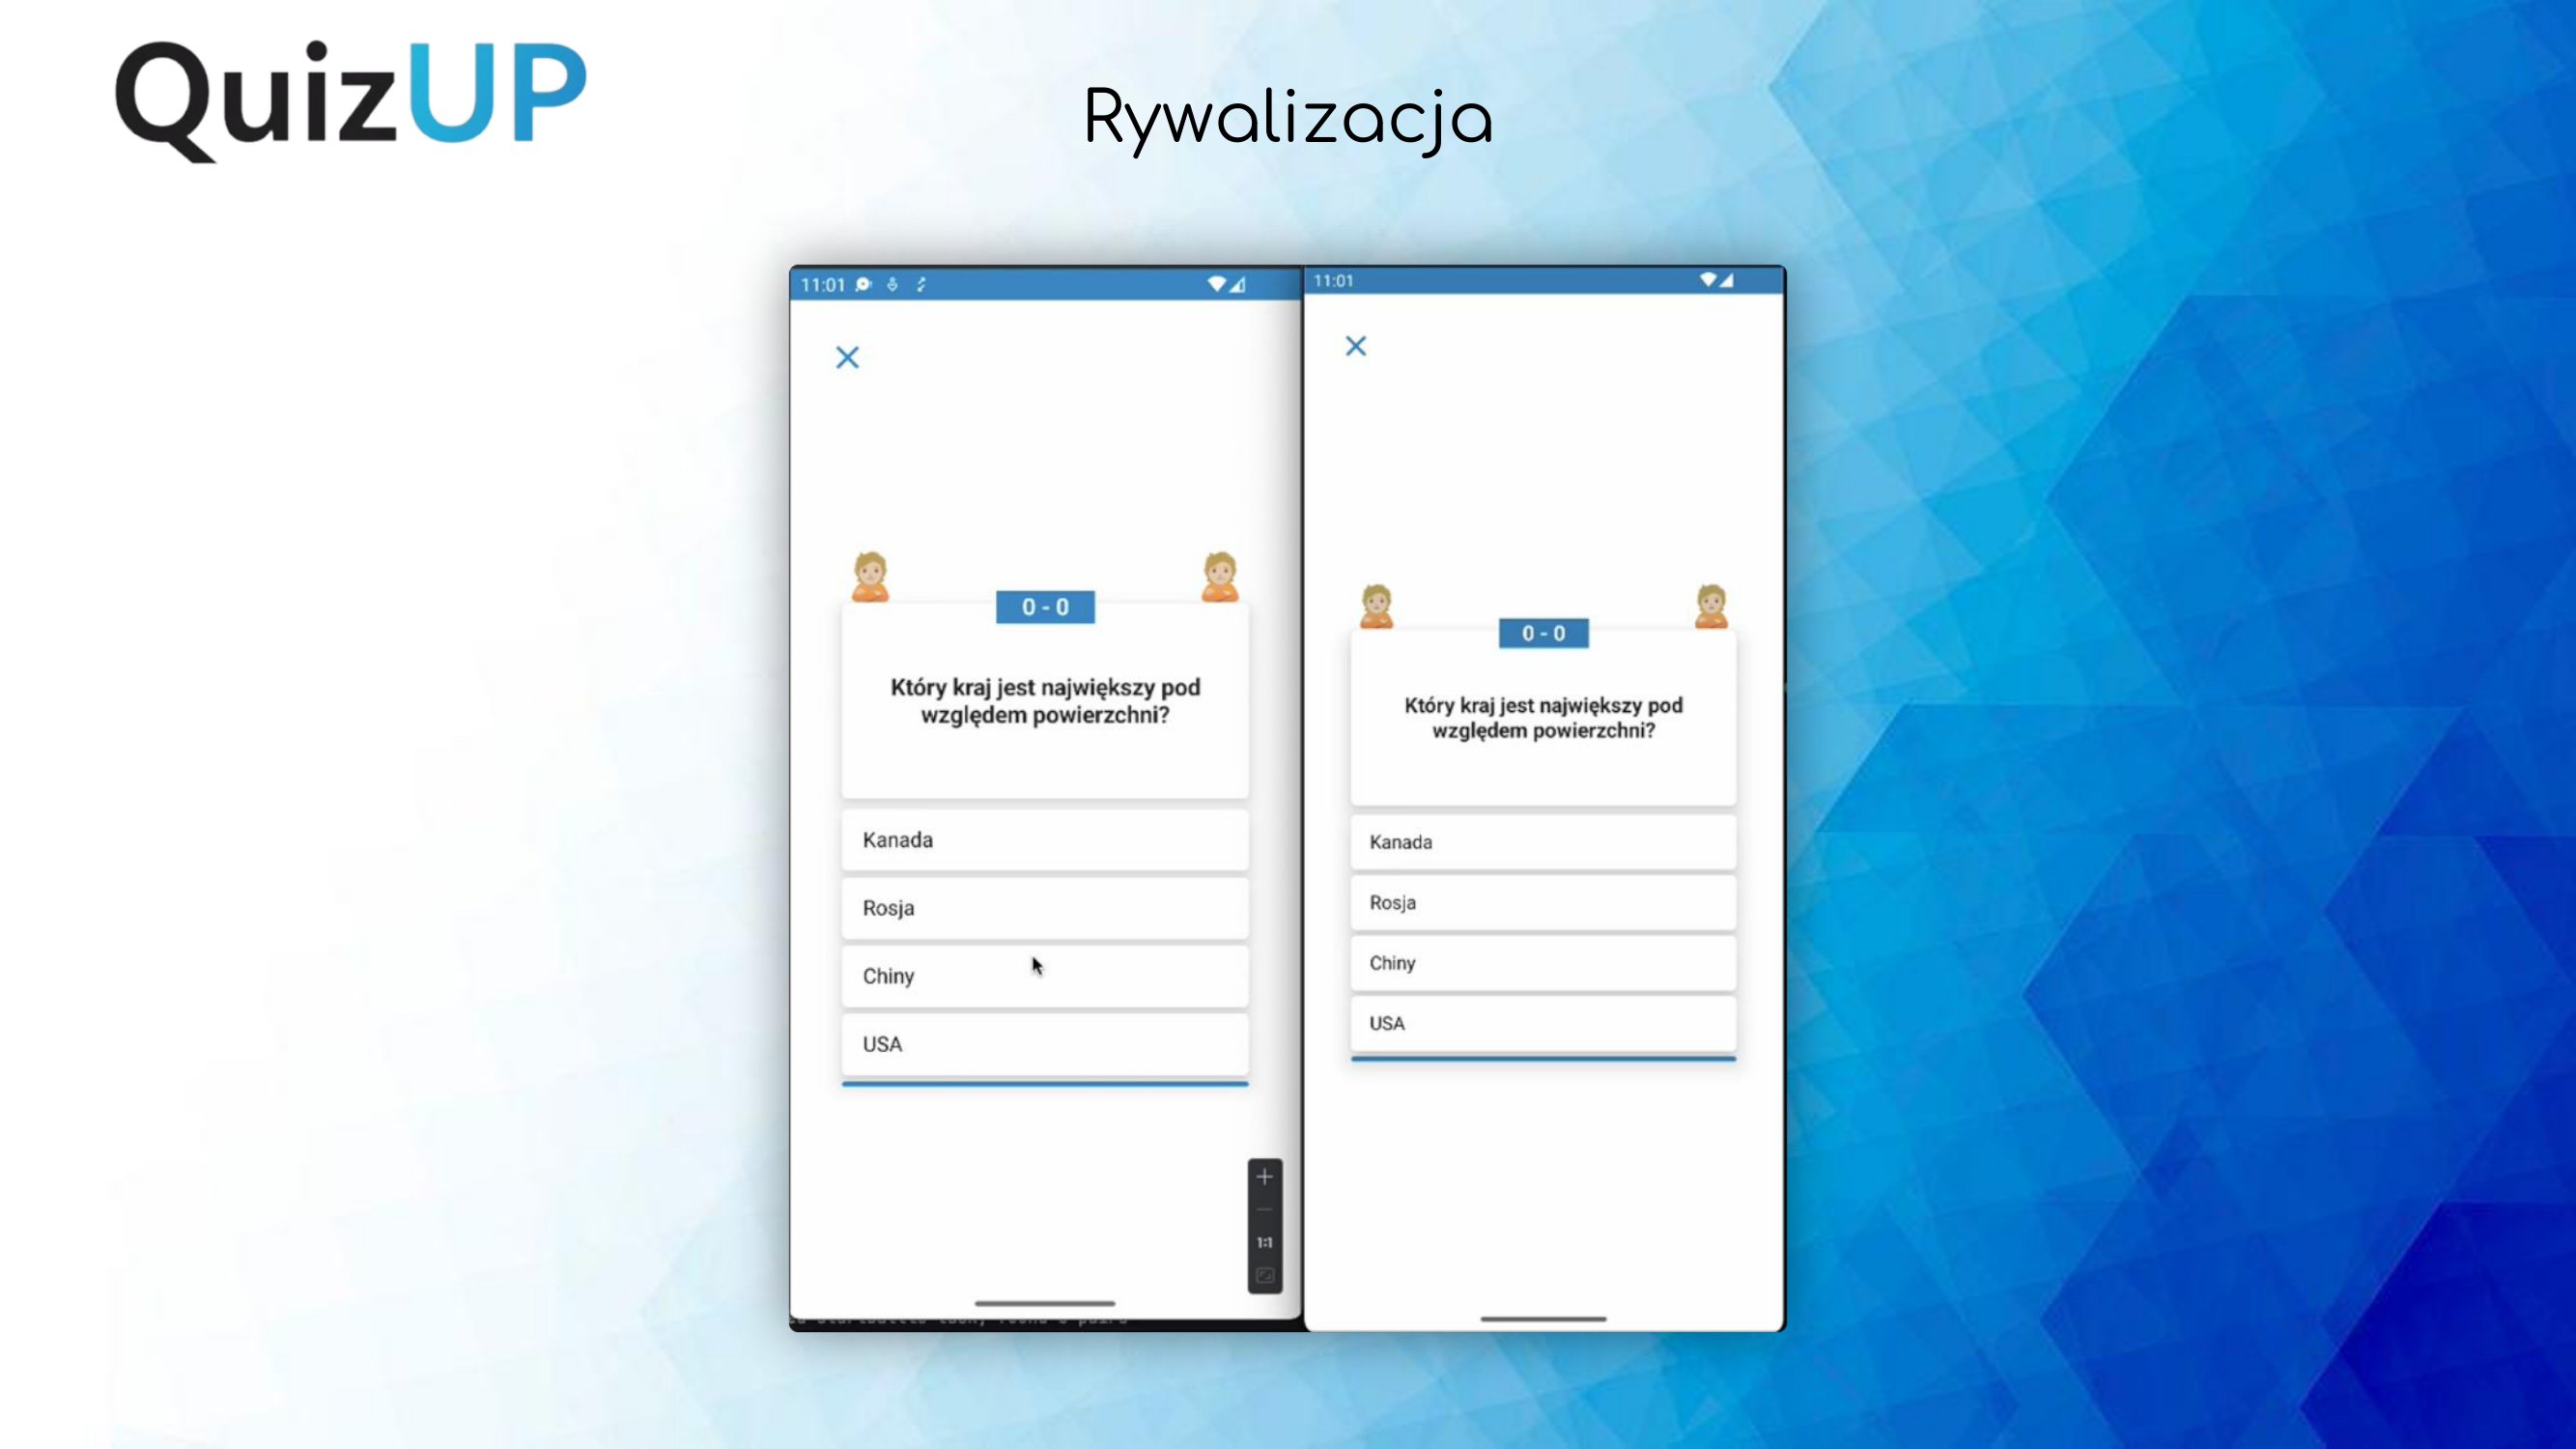 QuizUP
Rywalizacja
11:01
0 - 0
Który kraj jest największy pod
względem powierzchni?
Kanada
Rosja
Chiny
USA
1:1
11:01
0 - 0
Który kraj jest największy pod
względem powierzchni?
Kanada
Rosja
Chiny
USA